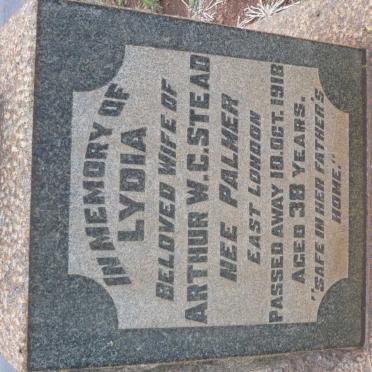 IN MEMORY OF
LYDIA
BELOVED WIFE OF
ARTHUR W.C. STEAD
NEE PALMER
EAST LONDON
PASSED AWAY 10. OCT. 1918
AGED 38 YEARS.
"SAFE IN HER FATHER'S
HOME."